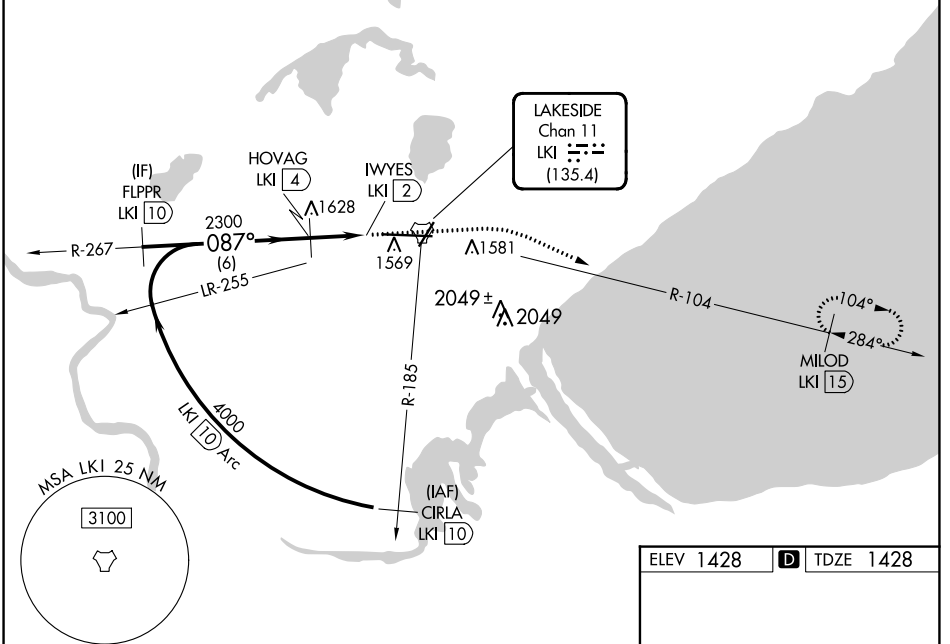 LAKESIDE
Chan 11
LKI
(135.4)
HOVAG
LKI 4
IWYES
LKI 2
(IF)
FLPPR
LKI 10
1628
2300
087°
(6)
R-267
LR-255
1569
1581
2049± 2049
R-104
104°
284°
MILOD
LKI 15
R-185
4000
LKI 10 Arc
(IAF)
CIRLA
LKI 10
MSA LKI 25 NM
3100
ELEV 1428 D TDZE 1428